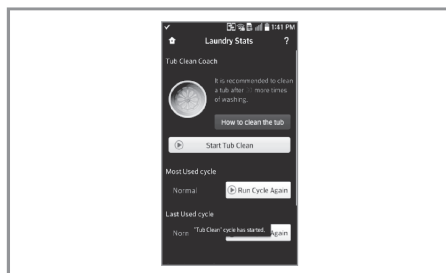 1:41 PM
Laundry Stats ?
Tub Clean Coach
It is recommended to clean
a tub after more times
of washing.
How to clean the tub
Start Tub Clean
Most Used cycle
Normal Run Cycle Again
Last Used cycle
Norm "Tub Clean" cycle has started. Again